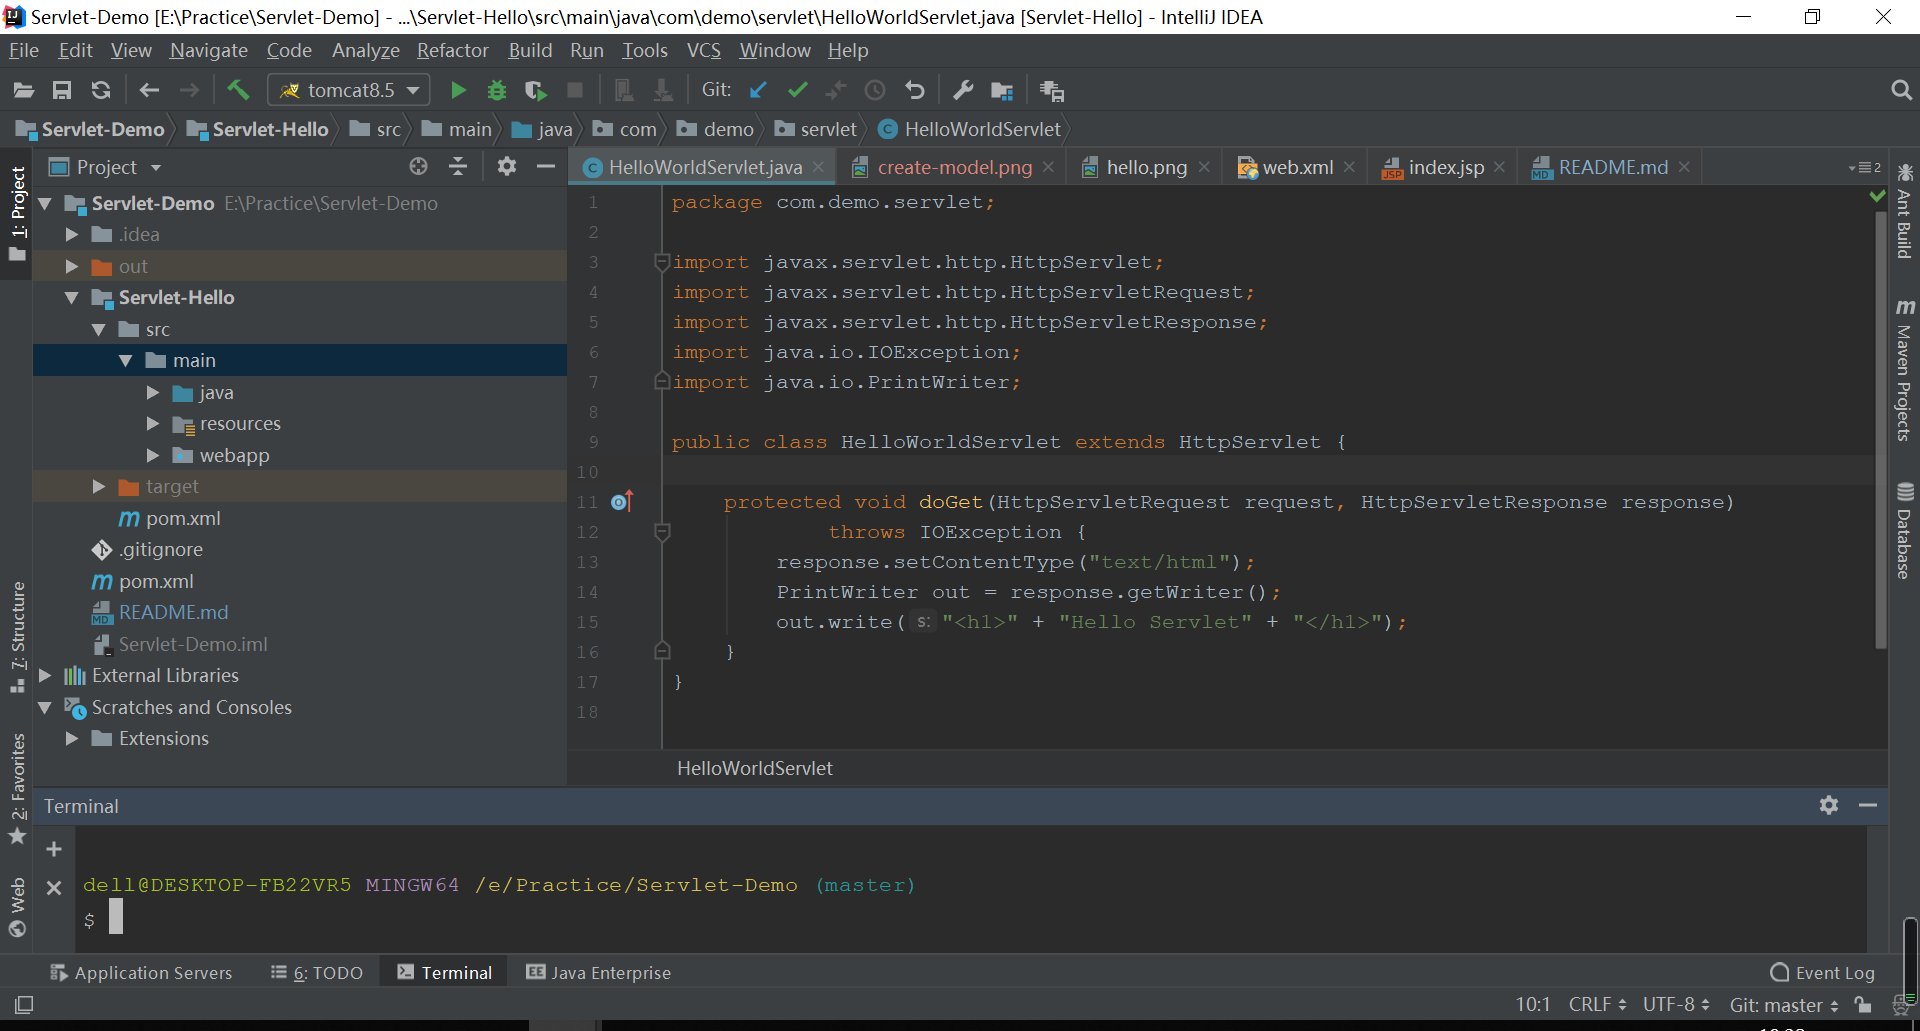 Servlet-Demo [E:\Practice\Servlet-Demo] - ...\Servlet-Hello\src\main\java\com\demo\servlet\HelloWorldServlet.java [Servlet-Hello] - IntelliJ IDEA
File Edit View Navigate Code Analyze Refactor Build Run Tools VCS Window Help
tomcat8.5 Git:
Servlet-Demo Servlet-Hello src main java com demo servlet HelloWorldServlet
Project
HelloWorldServlet.java create-model.png hello.png web.xml index.jsp README.md 2
1: Project
7: Structure
2: Favorites
Web
Servlet-Demo E:\Practice\Servlet-Demo
.idea
out
Servlet-Hello
src
main
java
resources
webapp
target
pom.xml
.gitignore
pom.xml
README.md
Servlet-Demo.iml
External Libraries
Scratches and Consoles
Extensions
1 package com.demo.servlet;
2
3 import javax.servlet.http.HttpServlet;
4 import javax.servlet.http.HttpServletRequest;
5 import javax.servlet.http.HttpServletResponse;
6 import java.io.IOException;
7 import java.io.PrintWriter;
8
9 public class HelloWorldServlet extends HttpServlet {
10
11 protected void doGet(HttpServletRequest request, HttpServletResponse response)
12 throws IOException {
13 response.setContentType("text/html");
14 PrintWriter out = response.getWriter();
15 out.write( s: "<h1>" + "Hello Servlet" + "</h1>");
16 }
17 }
18
HelloWorldServlet
Ant Build
Maven Projects
Database
Terminal
dell@DESKTOP-FB22VR5 MINGW64 /e/Practice/Servlet-Demo (master)
$
Application Servers 6: TODO Terminal Java Enterprise Event Log
10:1 CRLF UTF-8 Git: master